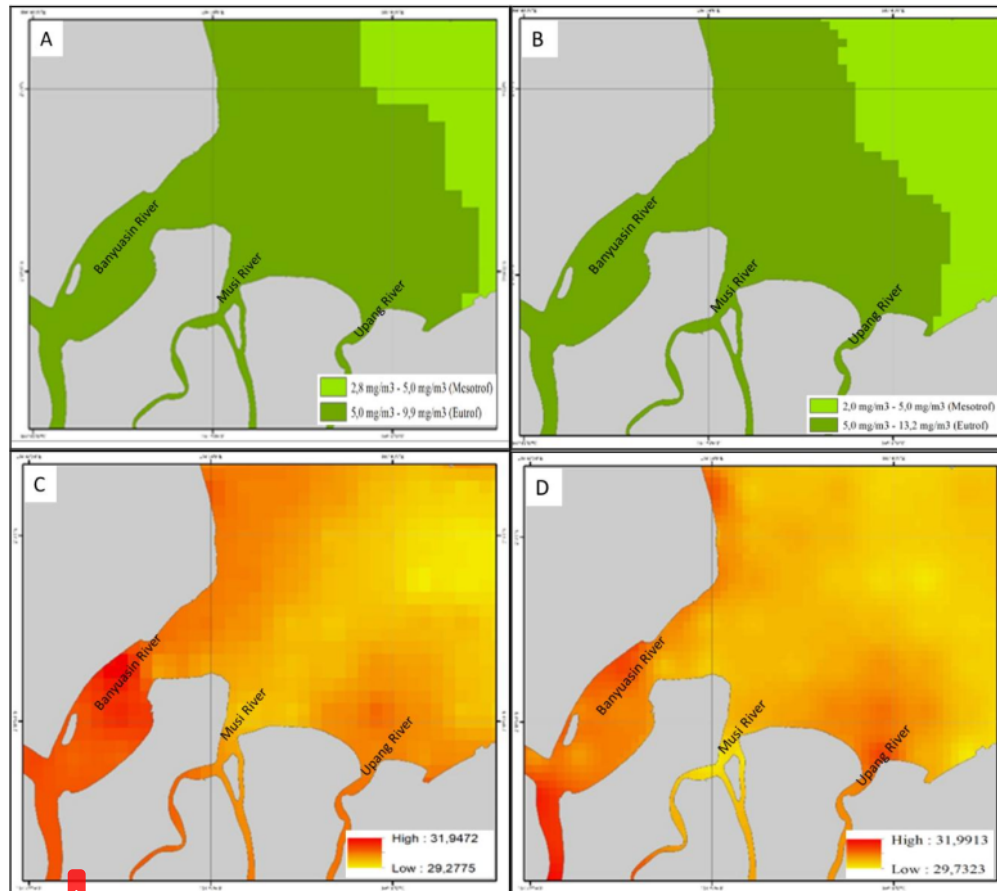 A
Banyuasin River
Musi River
Upang River
2,8 mg/m3 - 5,0 mg/m3 (Mesotrof)
5,0 mg/m3 - 9,9 mg/m3 (Eutrof)
B
Banyuasin River
Musi River
Upang River
2,0 mg/m3 - 5,0 mg/m3 (Mesotrof)
5,0 mg/m3 - 13,2 mg/m3 (Eutrof)
C
Banyuasin River
Musi River
Upang River
High : 31,9472
Low : 29,2775
D
Banyuasin River
Musi River
Upang River
High : 31,9913
Low : 29,7323